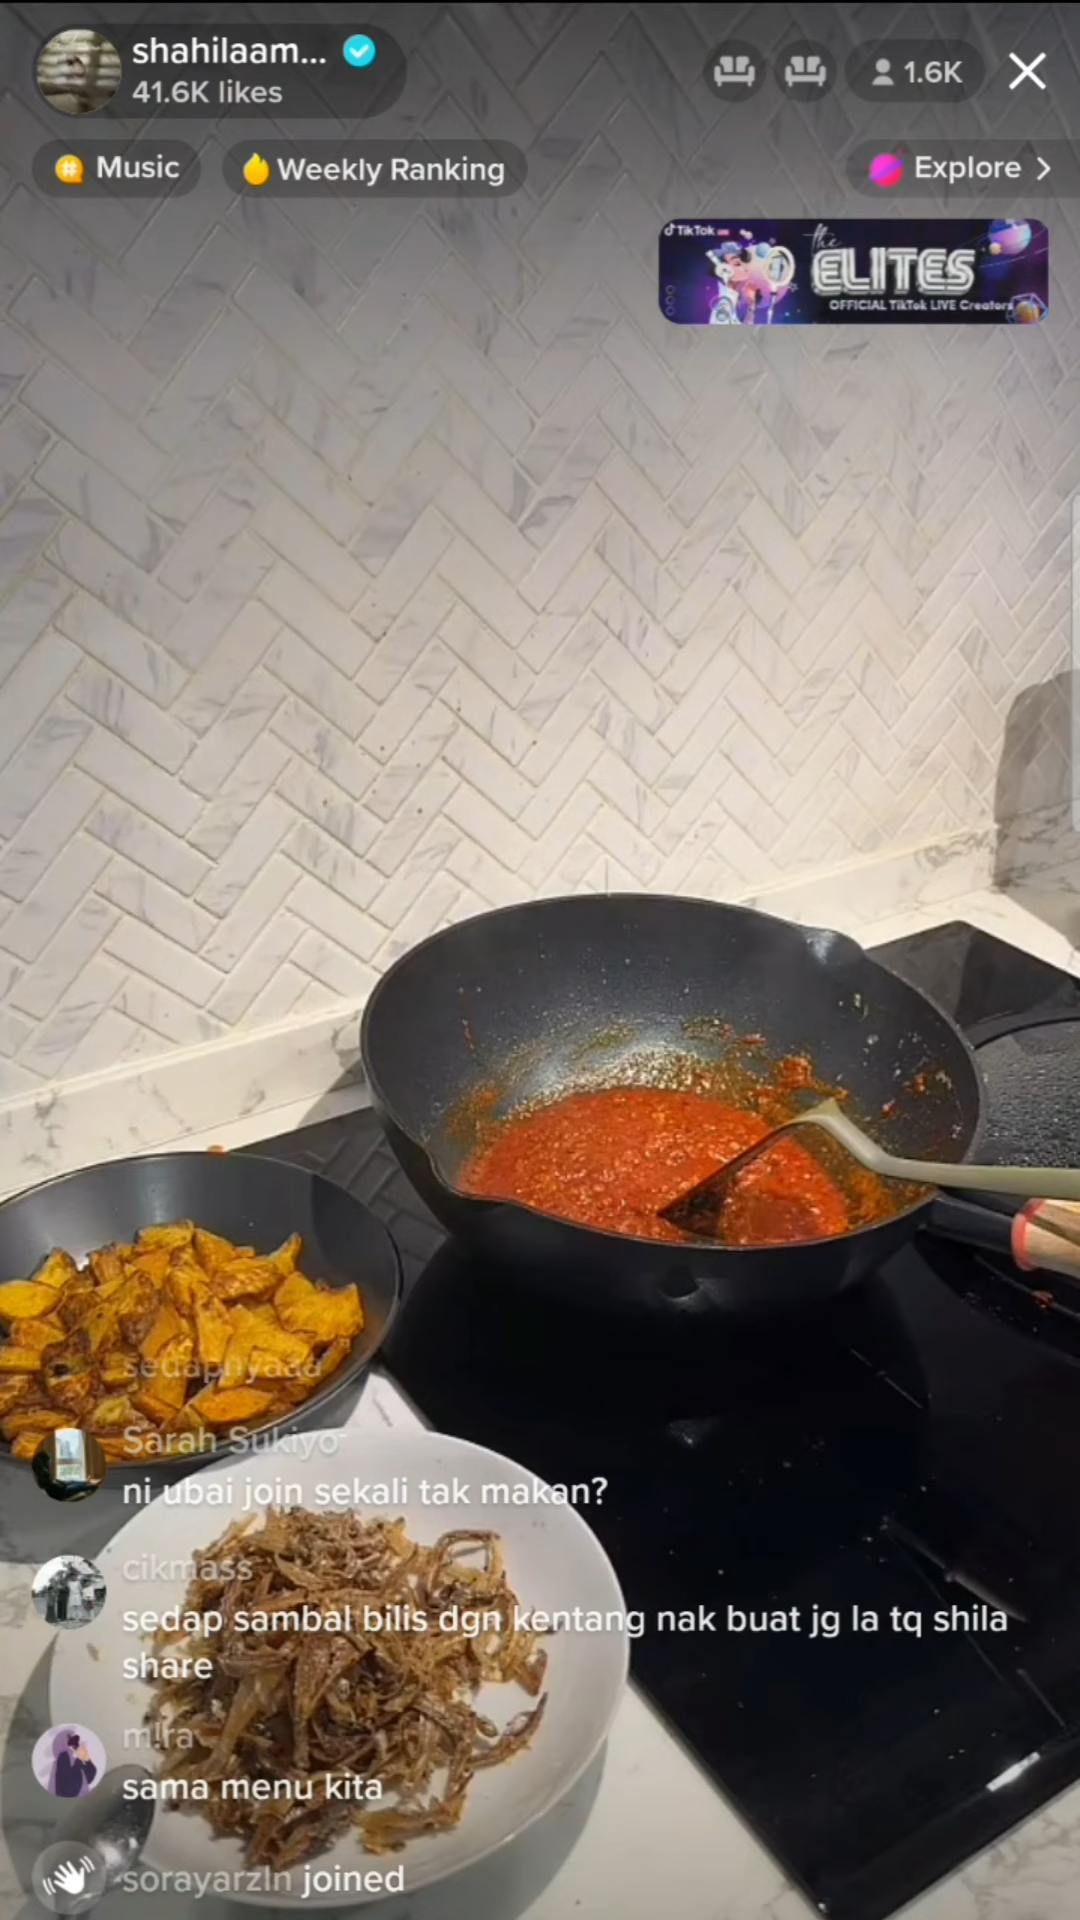 shahilaam...
41.6K likes
1.6K
Music
Weekly Ranking
Explore
TikTok
the
ELITES
OFFICIAL TikTok LIVE Creators
sedapnyaaa
Sarah Sukiyo
ni ubai join sekali tak makan?
cikmass
sedap sambal bilis dgn kentang nak buat jg la tq shila
share
m!ra
sama menu kita
sorayarzln joined